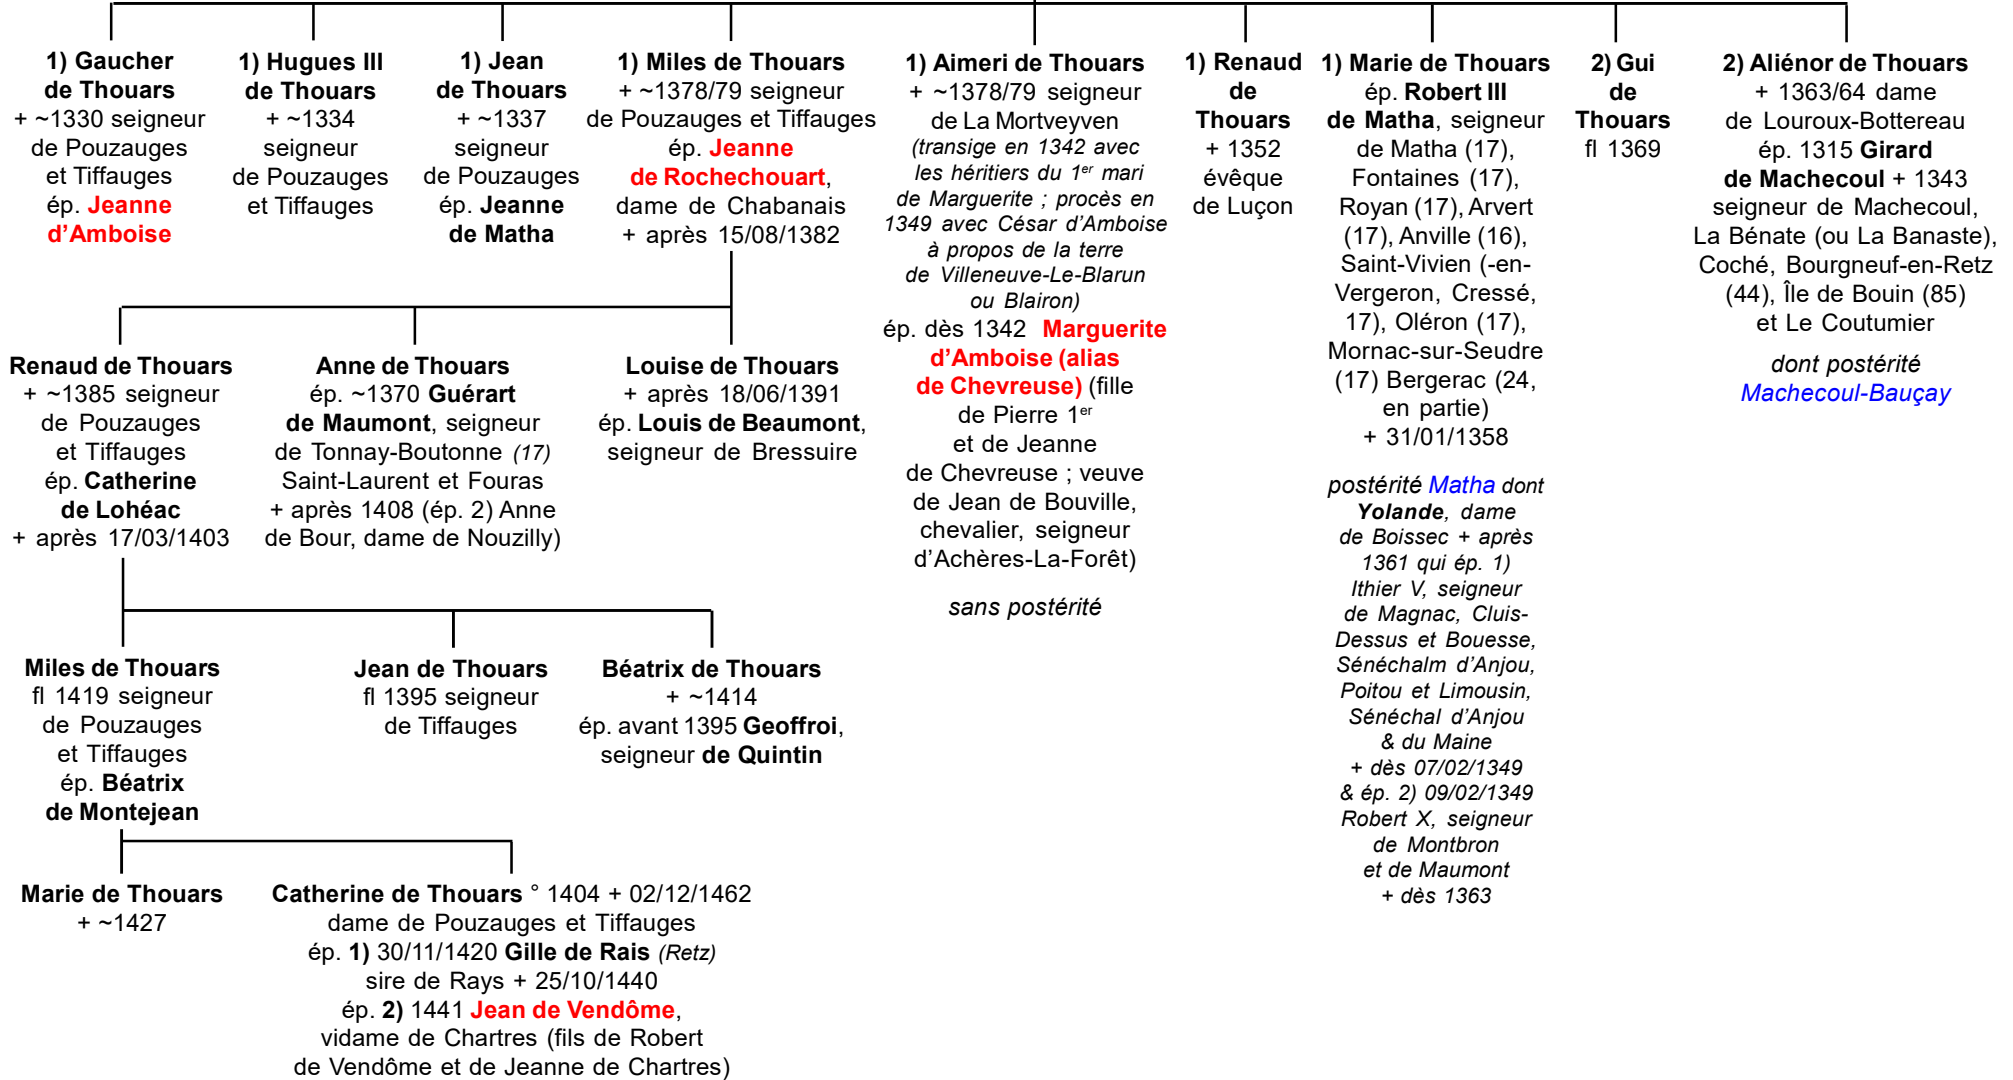 1) Gaucher
de Thouars
+ ~1330 seigneur
de Pouzauges
et Tiffauges
ép. Jeanne
d'Amboise
1) Hugues III
de Thouars
+ ~1334
seigneur
de Pouzauges
et Tiffauges
1) Jean
de Thouars
+ ~1337
seigneur
de Pouzauges
ép. Jeanne
de Matha
1) Miles de Thouars
+ ~1378/79 seigneur
de Pouzauges et Tiffauges
ép. Jeanne
de Rochechouart,
dame de Chabanais
+ après 15/08/1382
1) Aimeri de Thouars
+ ~1378/79 seigneur
de La Mortveyven
(transige en 1342 avec
les héritiers du 1er mari
de Marguerite ; procès en
1349 avec César d'Amboise
à propos de la terre
de Villeneuve-Le-Blarun
ou Blairon)
ép. dès 1342 Marguerite
d'Amboise (alias
de Chevreuse) (fille
de Pierre 1er
et de Jeanne
de Chevreuse ; veuve
de Jean de Bouville,
chevalier, seigneur
d'Achères-La-Forêt)
sans postérité
1) Renaud
de
Thouars
+ 1352
évêque
de Luçon
1) Marie de Thouars
ép. Robert III
de Matha, seigneur
de Matha (17),
Fontaines (17),
Royan (17), Arvert
(17), Anville (16),
Saint-Vivien (-en-
Vergeron, Cressé,
17), Oléron (17),
Mornac-sur-Seudre
(17) Bergerac (24,
en partie)
+ 31/01/1358
postérité Matha dont
Yolande, dame
de Boissec + après
1361 qui ép. 1)
Ithier V, seigneur
de Magnac, Cluis-
Dessus et Bouesse,
Sénéchalm d'Anjou,
Poitou et Limousin,
Sénéchal d'Anjou
& du Maine
+ dès 07/02/1349
& ép. 2) 09/02/1349
Robert X, seigneur
de Montbron
et de Maumont
+ dès 1363
2) Gui
de
Thouars
fl 1369
2) Aliénor de Thouars
+ 1363/64 dame
de Louroux-Bottereau
ép. 1315 Girard
de Machecoul + 1343
seigneur de Machecoul,
La Bénate (ou La Banaste),
Coché, Bourgneuf-en-Retz
(44), Île de Bouin (85)
et Le Coutumier
dont postérité
Machecoul-Bauçay
Renaud de Thouars
+ ~1385 seigneur
de Pouzauges
et Tiffauges
ép. Catherine
de Lohéac
+ après 17/03/1403
Anne de Thouars
ép. ~1370 Guérart
de Maumont, seigneur
de Tonnay-Boutonne (17)
Saint-Laurent et Fouras
+ après 1408 (ép. 2) Anne
de Bour, dame de Nouzilly)
Louise de Thouars
+ après 18/06/1391
ép. Louis de Beaumont,
seigneur de Bressuire
Miles de Thouars
fl 1419 seigneur
de Pouzauges
et Tiffauges
ép. Béatrix
de Montejean
Jean de Thouars
fl 1395 seigneur
de Tiffauges
Béatrix de Thouars
+ ~1414
ép. avant 1395 Geoffroi,
seigneur de Quintin
Marie de Thouars
+ ~1427
Catherine de Thouars ° 1404 + 02/12/1462
dame de Pouzauges et Tiffauges
ép. 1) 30/11/1420 Gille de Rais (Retz)
sire de Rays + 25/10/1440
ép. 2) 1441 Jean de Vendôme,
vidame de Chartres (fils de Robert
de Vendôme et de Jeanne de Chartres)